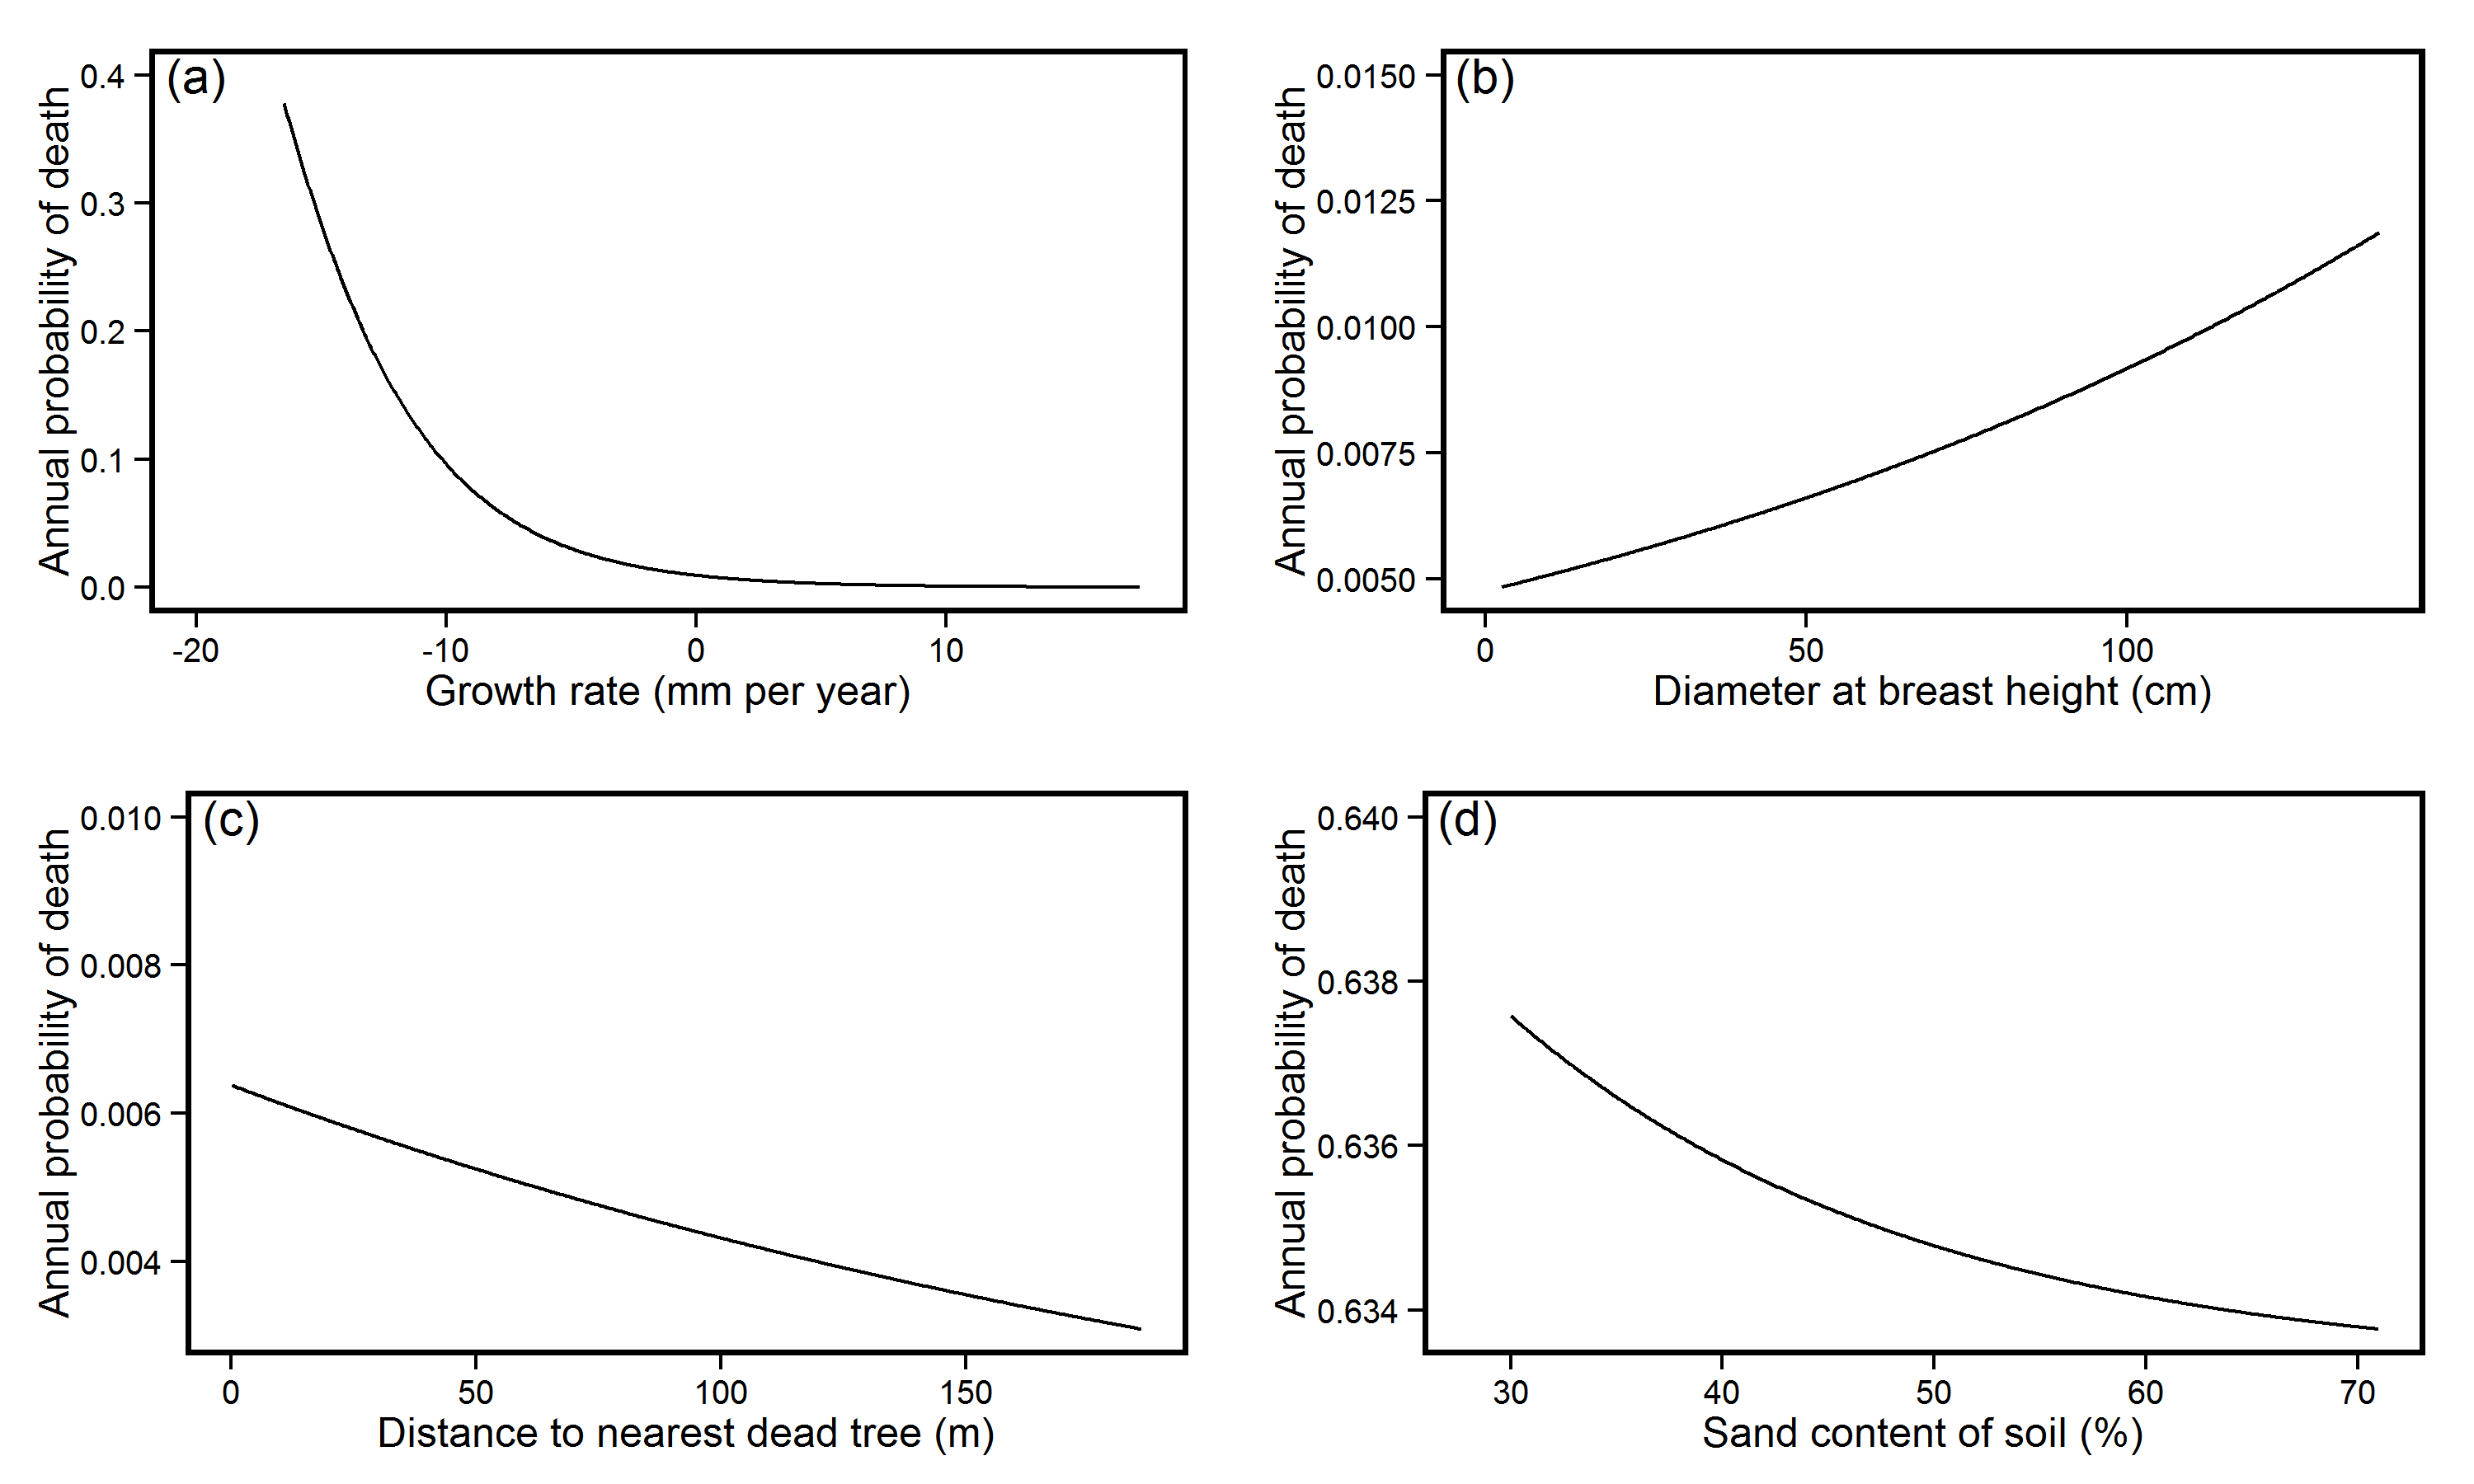 (a)
Annual probability of death
0.4
0.3
0.2
0.1
0.0
-20 -10 0 10
Growth rate (mm per year)
(b)
Annual probability of death
0.0150
0.0125
0.0100
0.0075
0.0050
0 50 100
Diameter at breast height (cm)
(c)
Annual probability of death
0.010
0.008
0.006
0.004
0 50 100 150
Distance to nearest dead tree (m)
(d)
Annual probability of death
0.640
0.638
0.636
0.634
30 40 50 60 70
Sand content of soil (%)